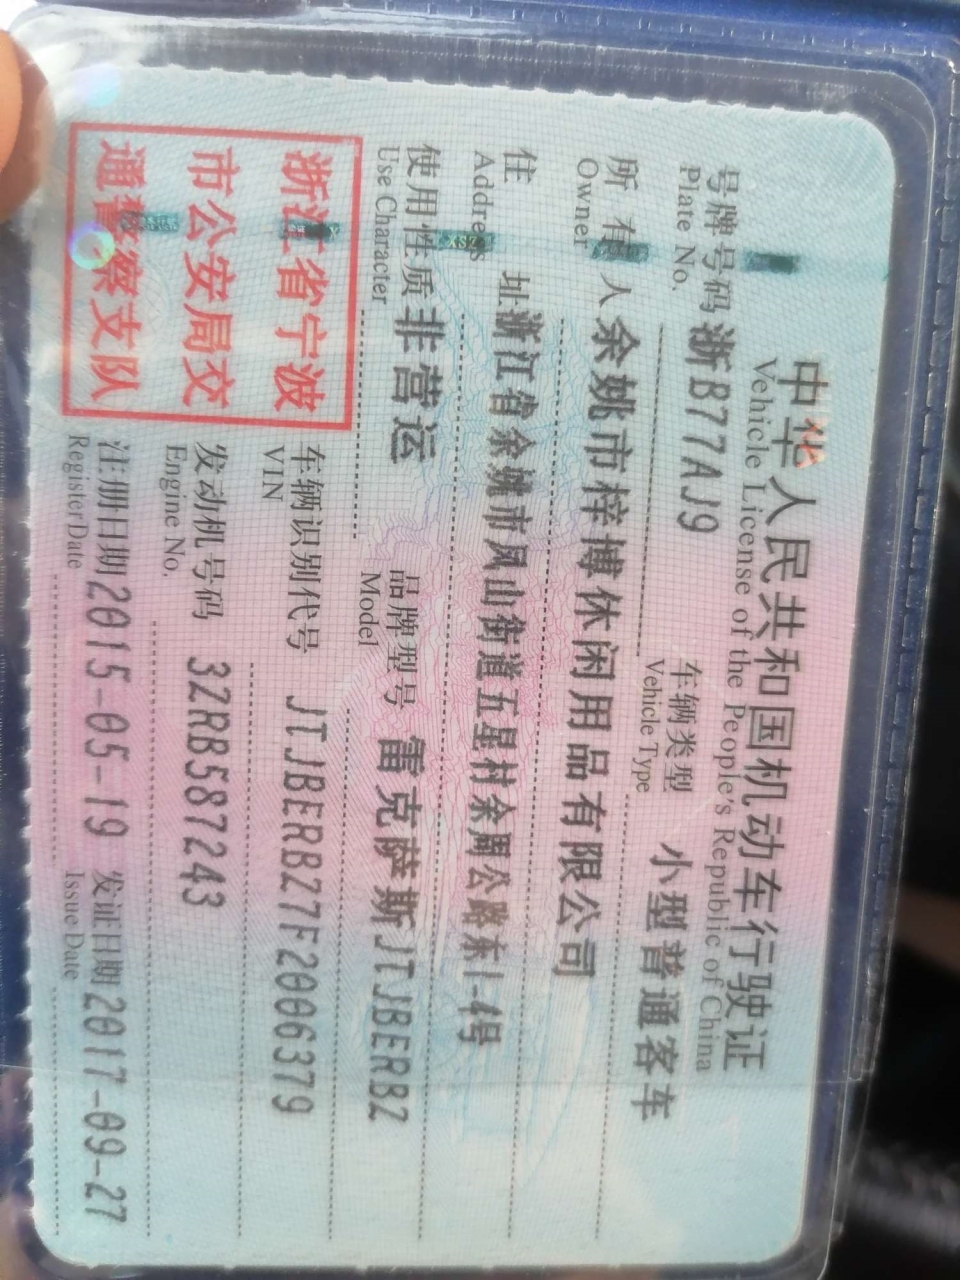 中华人民共和国机动车行驶证
Vehicle License of the People's Republic of China
号牌号码 浙B77AJ9 车辆类型 小型普通客车
Plate No. Vehicle Type
所有人 余姚市梓博休闲用品有限公司
Owner
住址 浙江省余姚市凤山街道五星村余周公路东1-4号
Address
使用性质 非营运 品牌型号 雷克萨斯JTJBERBZ
Use Character Model
浙江省宁波
市公安局交
通警察支队
车辆识别代号 JTJBERBZ7F2006379
VIN
发动机号码 3ZRB587243
Engine No.
注册日期 2015-05-19 发证日期 2017-09-27
Register Date Issue Date